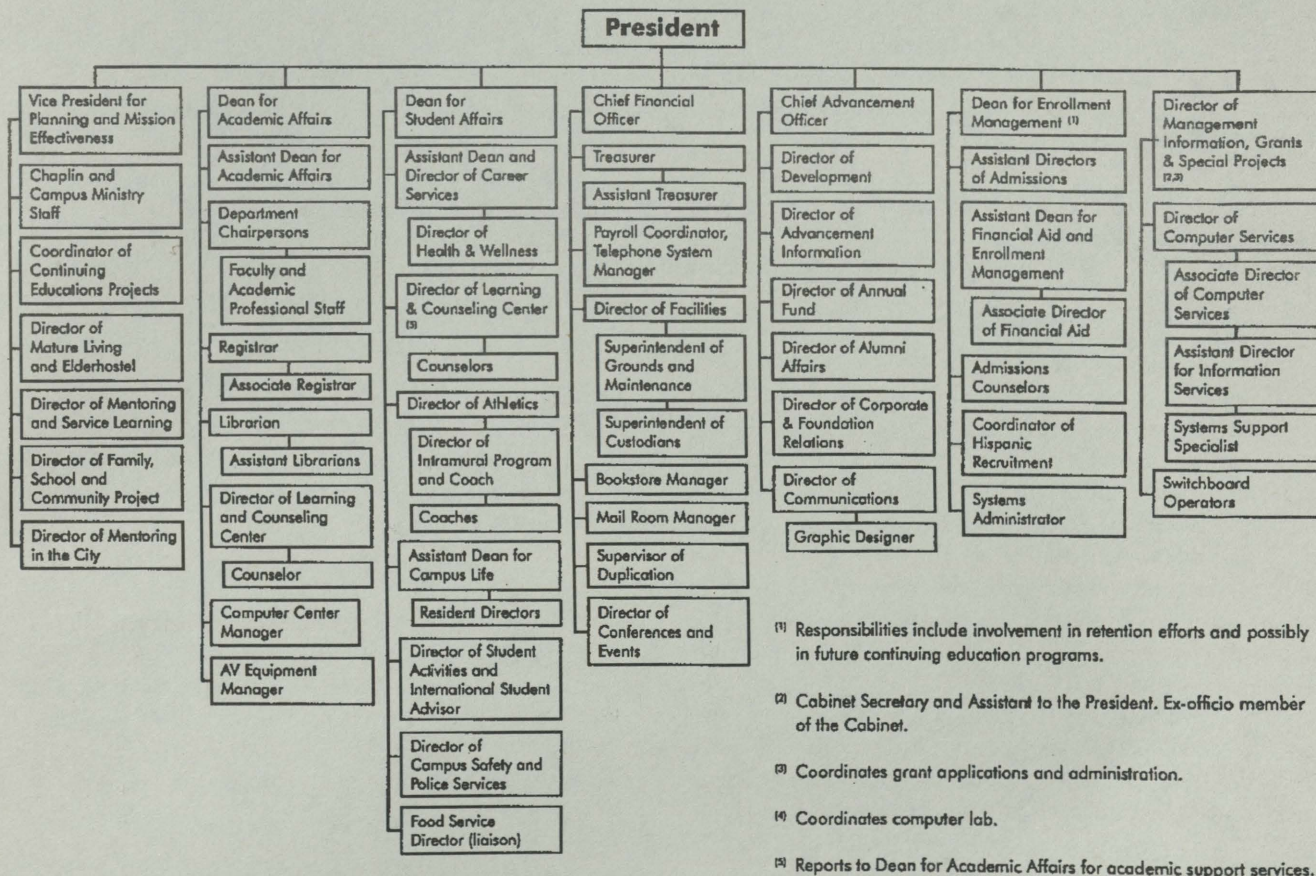 President
Vice President for
Planning and Mission
Effectiveness
Chaplin and
Campus Ministry
Staff
Coordinator of
Continuing
Educations Projects
Director of
Mature Living
and Elderhostel
Director of Mentoring
and Service Learning
Director of Family,
School and
Community Project
Director of Mentoring
in the City
Dean for
Academic Affairs
Assistant Dean for
Academic Affairs
Department
Chairpersons
Faculty and
Academic
Professional Staff
Registrar
Associate Registrar
Librarian
Assistant Librarians
Director of Learning
and Counseling
Center
Counselor
Computer Center
Manager
AV Equipment
Manager
Dean for
Student Affairs
Assistant Dean and
Director of Career
Services
Director of
Health & Wellness
Director of Learning
& Counseling Center
(5)
Counselors
Director of Athletics
Director of
Intramural Program
and Coach
Coaches
Assistant Dean for
Campus Life
Resident Directors
Director of Student
Activities and
International Student
Advisor
Director of
Campus Safety and
Police Services
Food Service
Director (liaison)
Chief Financial
Officer
Treasurer
Assistant Treasurer
Payroll Coordinator,
Telephone System
Manager
Director of Facilities
Superintendent of
Grounds and
Maintenance
Superintendent of
Custodians
Bookstore Manager
Mail Room Manager
Supervisor of
Duplication
Director of
Conferences and
Events
Chief Advancement
Officer
Director of
Development
Director of
Advancement
Information
Director of Annual
Fund
Director of Alumni
Affairs
Director of Corporate
& Foundation
Relations
Director of
Communications
Graphic Designer
Dean for Enrollment
Management (1)
Assistant Directors
of Admissions
Assistant Dean for
Financial Aid and
Enrollment
Management
Associate Director
of Financial Aid
Admissions
Counselors
Coordinator of
Hispanic
Recruitment
Systems
Administrator
Director of
Management
Information, Grants
& Special Projects
(2,3)
Director of
Computer Services
Associate Director
of Computer
Services
Assistant Director
for Information
Services
Systems Support
Specialist
Switchboard
Operators
(1) Responsibilities include involvement in retention efforts and possibly
in future continuing education programs.
(2) Cabinet Secretary and Assistant to the President. Ex-officio member
of the Cabinet.
(3) Coordinates grant applications and administration.
(4) Coordinates computer lab.
(5) Reports to Dean for Academic Affairs for academic support services.